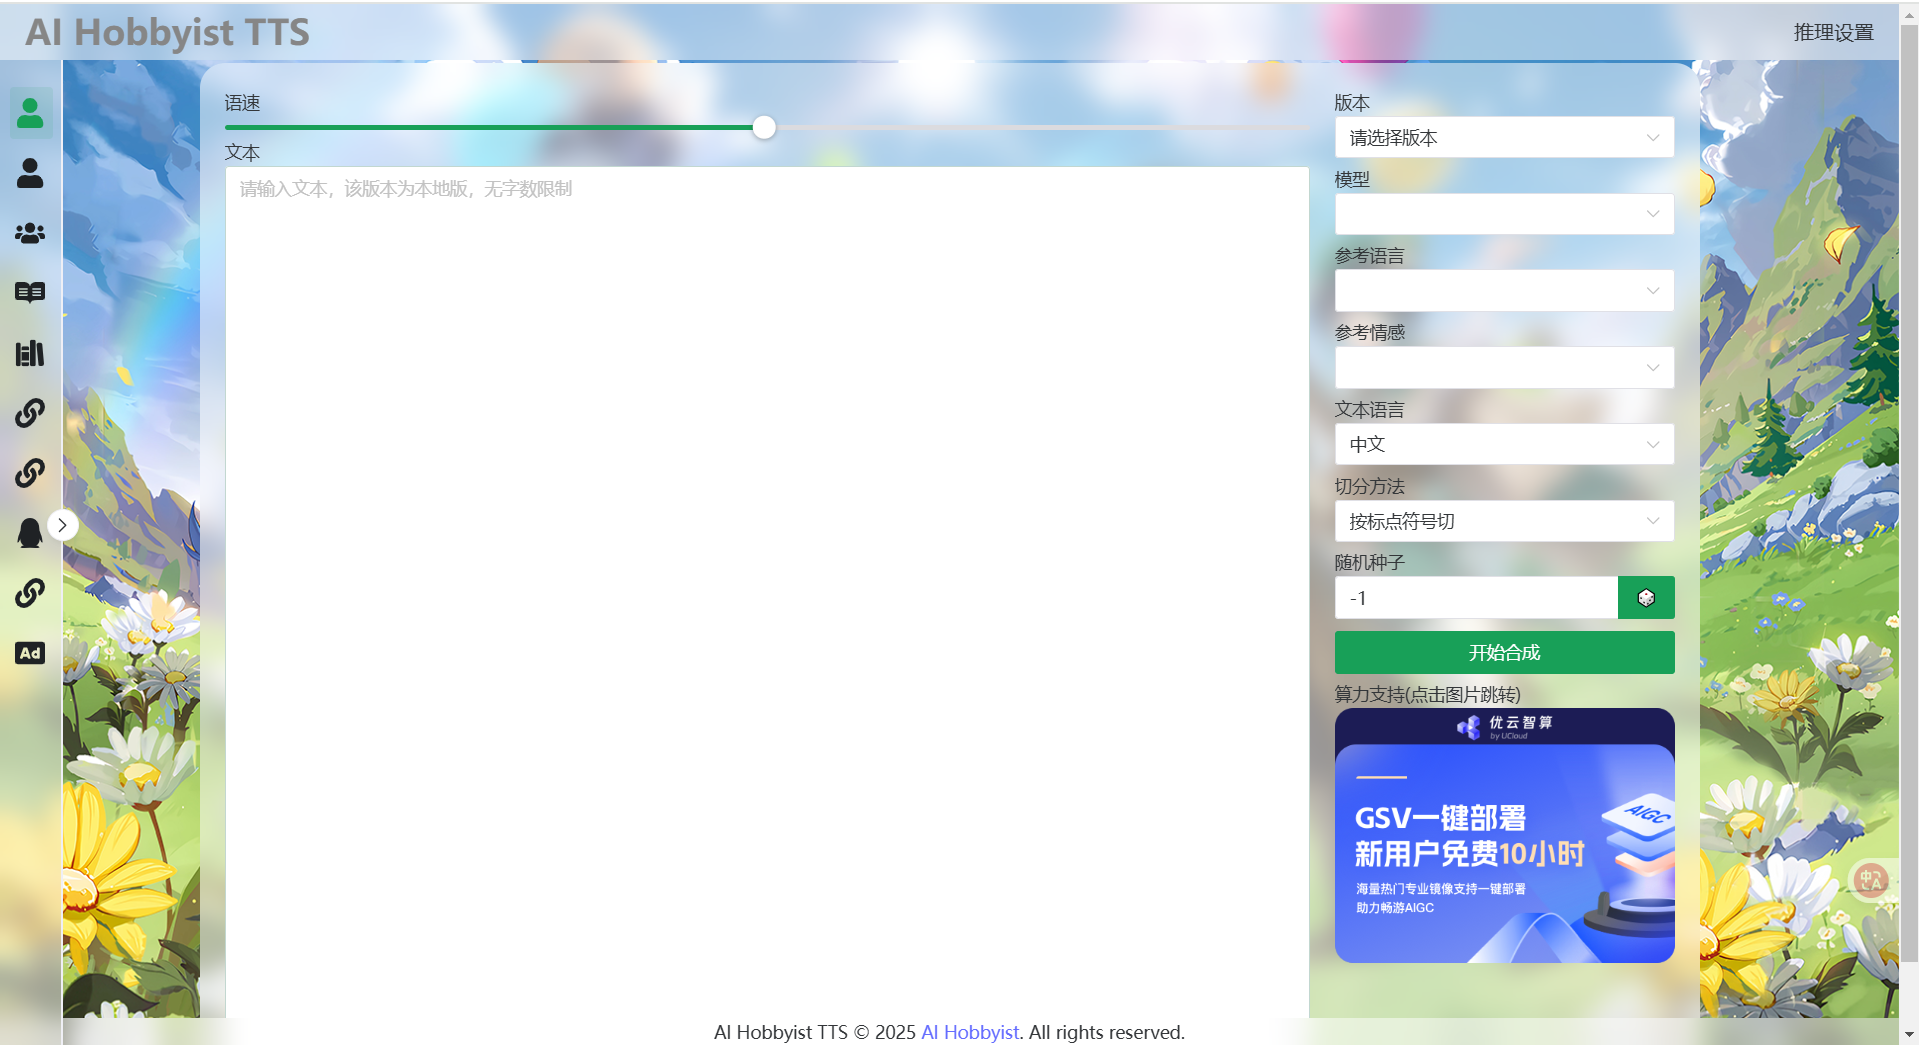 AI Hobbyist TTS
推理设置
语速
文本
请输入文本，该版本为本地版，无字数限制
版本
请选择版本
模型
参考语言
参考情感
文本语言
中文
切分方法
按标点符号切
随机种子
-1
开始合成
算力支持(点击图片跳转)
优云智算
by UCloud
GSV一键部署
新用户免费10小时
海量热门专业镜像支持一键部署
助力畅游AIGC
AIGC
Ad
中
A
AI Hobbyist TTS © 2025 AI Hobbyist. All rights reserved.